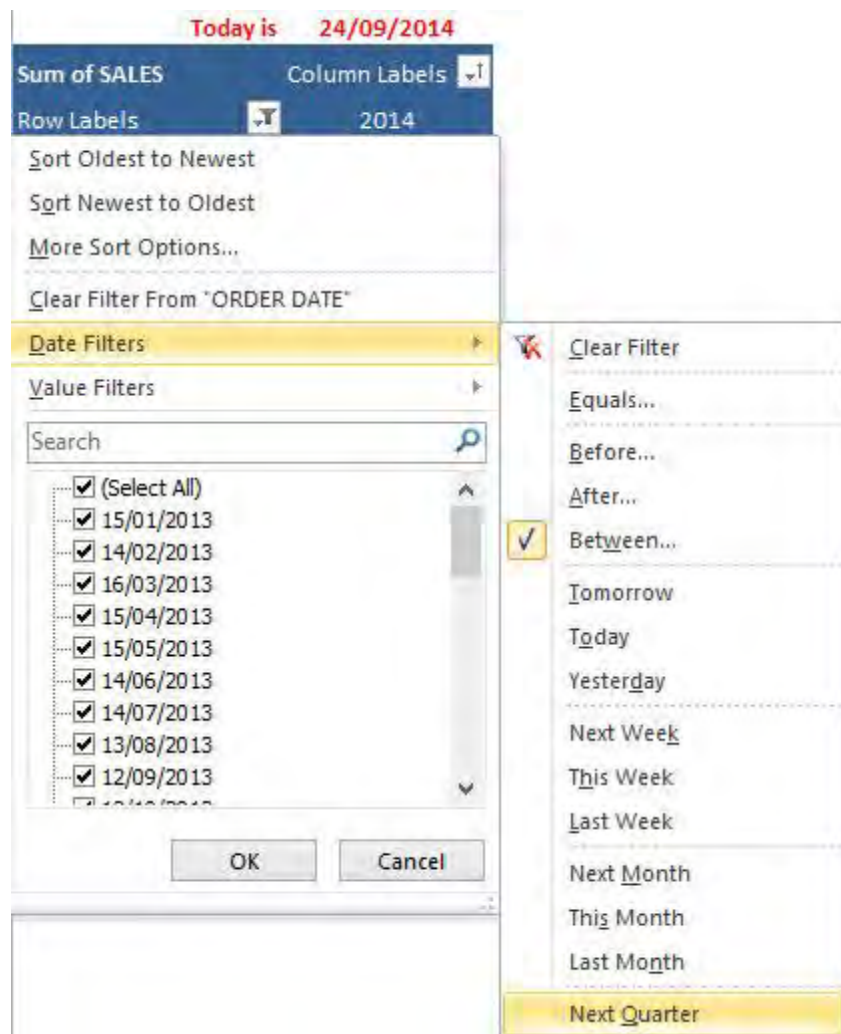 Today is 24/09/2014
Sum of SALES Column Labels
Row Labels 2014
Sort Oldest to Newest
Sort Newest to Oldest
More Sort Options...
Clear Filter From "ORDER DATE"
Date Filters
Value Filters
Search
(Select All)
15/01/2013
14/02/2013
16/03/2013
15/04/2013
15/05/2013
14/06/2013
14/07/2013
13/08/2013
12/09/2013
OK Cancel
Clear Filter
Equals...
Before...
After...
Between...
Tomorrow
Today
Yesterday
Next Week
This Week
Last Week
Next Month
This Month
Last Month
Next Quarter